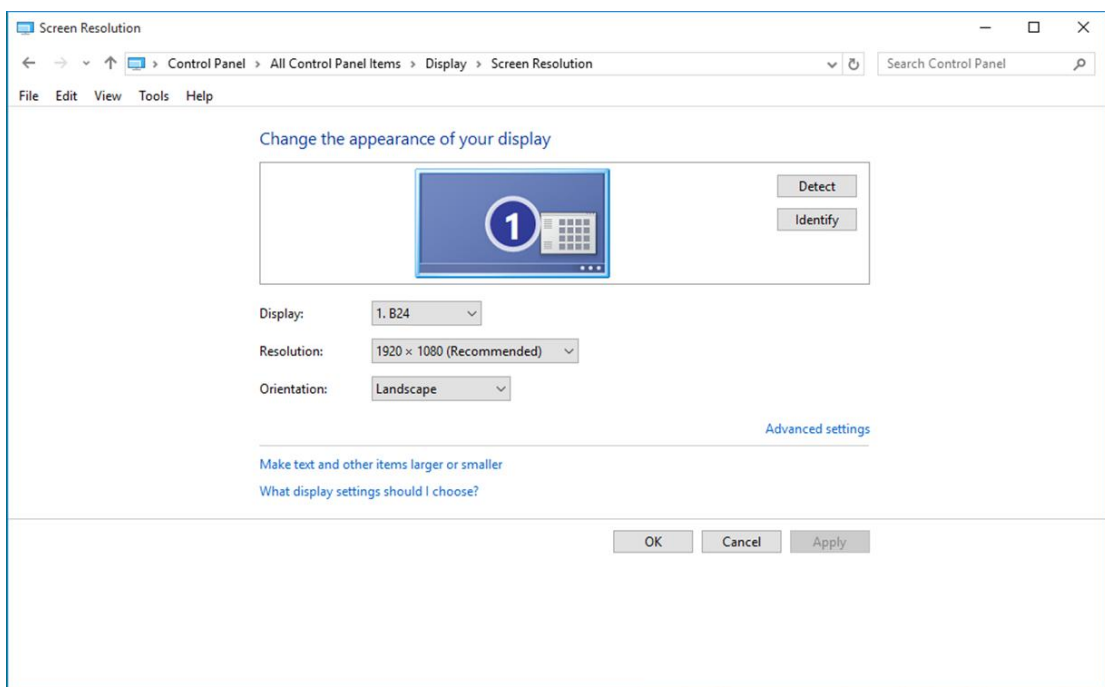 Screen Resolution
Control Panel > All Control Panel Items > Display > Screen Resolution
Search Control Panel
File Edit View Tools Help
Change the appearance of your display
1
Detect
Identify
Display: 1. B24
Resolution: 1920 × 1080 (Recommended)
Orientation: Landscape
Advanced settings
Make text and other items larger or smaller
What display settings should I choose?
OK Cancel Apply